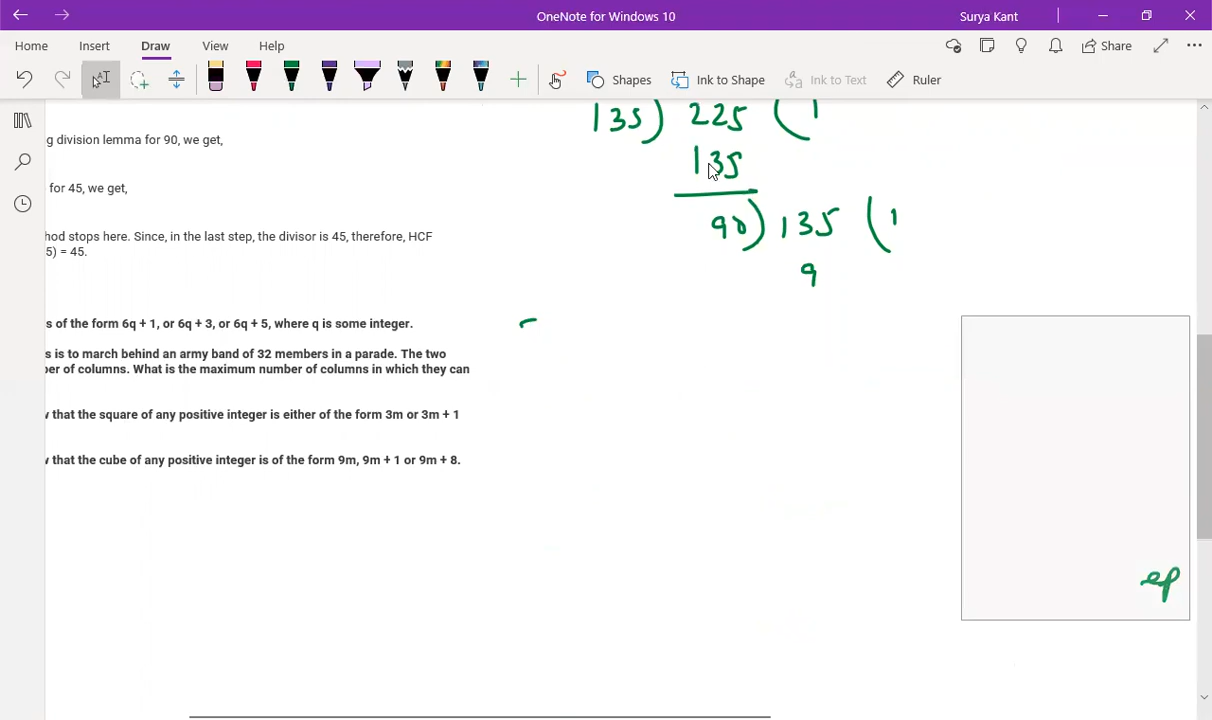 OneNote for Windows 10
Surya Kant
Home Insert Draw View Help
Share
Shapes Ink to Shape Ink to Text Ruler
135) 225 (1
135
90) 135 (1
9
g division lemma for 90, we get,
for 45, we get,
hod stops here. Since, in the last step, the divisor is 45, therefore, HCF
5) = 45.
s of the form 6q + 1, or 6q + 3, or 6q + 5, where q is some integer.
s is to march behind an army band of 32 members in a parade. The two
ber of columns. What is the maximum number of columns in which they can
w that the square of any positive integer is either of the form 3m or 3m + 1
w that the cube of any positive integer is of the form 9m, 9m + 1 or 9m + 8.